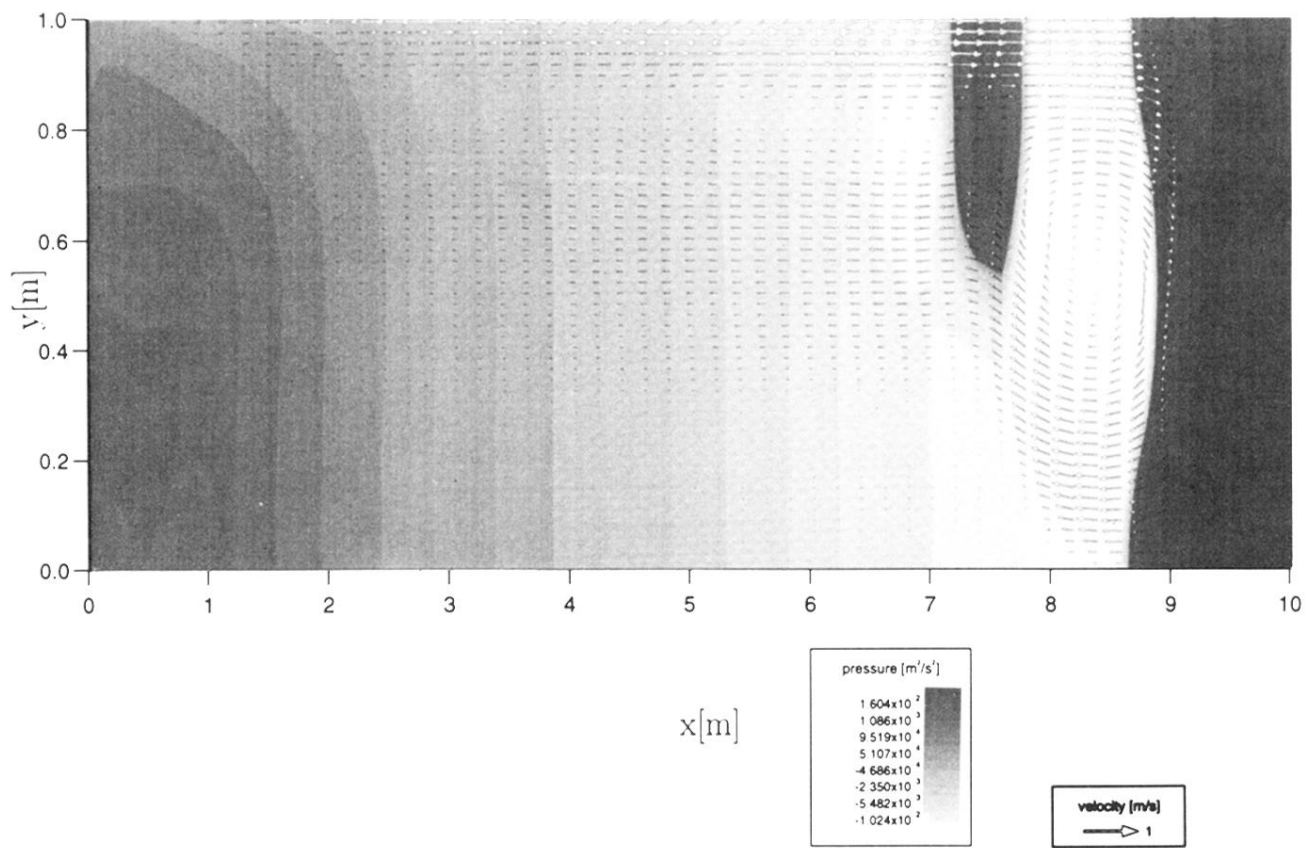 1.0
0.8
0.6
y[m]
0.4
0.2
0.0
0 1 2 3 4 5 6 7 8 9 10
x[m]
pressure [m²/s²]
1 604x10 ²
1 086x10 ³
9 519x10 ⁴
5 107x10 ⁴
-4 686x10 ⁴
-2 350x10 ³
-5 482x10 ³
-1 024x10 ²
velocity [m/s]
1